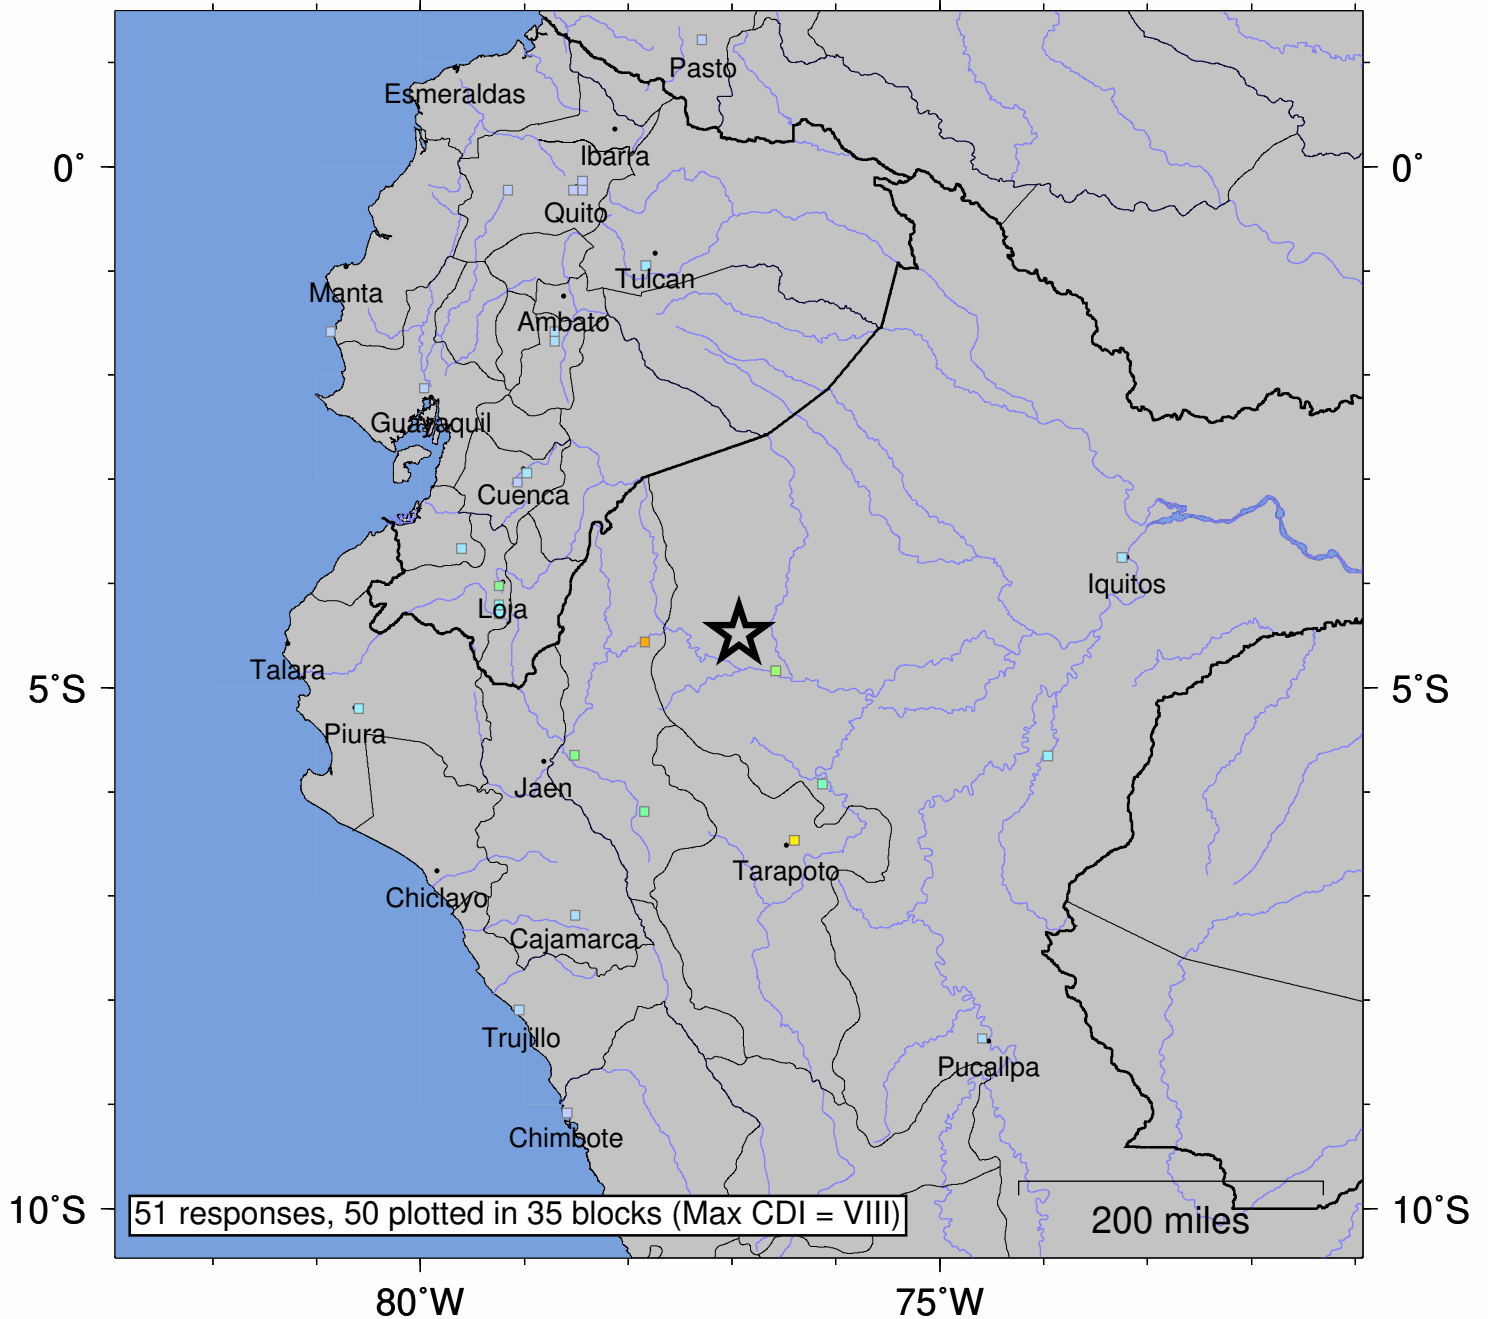 Pasto
Esmeraldas
Ibarra
0˚
0˚
Quito
Tulcan
Manta
Ambato
Guayaquil
Cuenca
Iquitos
Loja
Talara
5˚S
5˚S
Piura
Jaen
Tarapoto
Chiclayo
Cajamarca
Trujillo
Pucallpa
Chimbote
51 responses, 50 plotted in 35 blocks (Max CDI = VIII)
200 miles
10˚S
10˚S
80˚W
75˚W